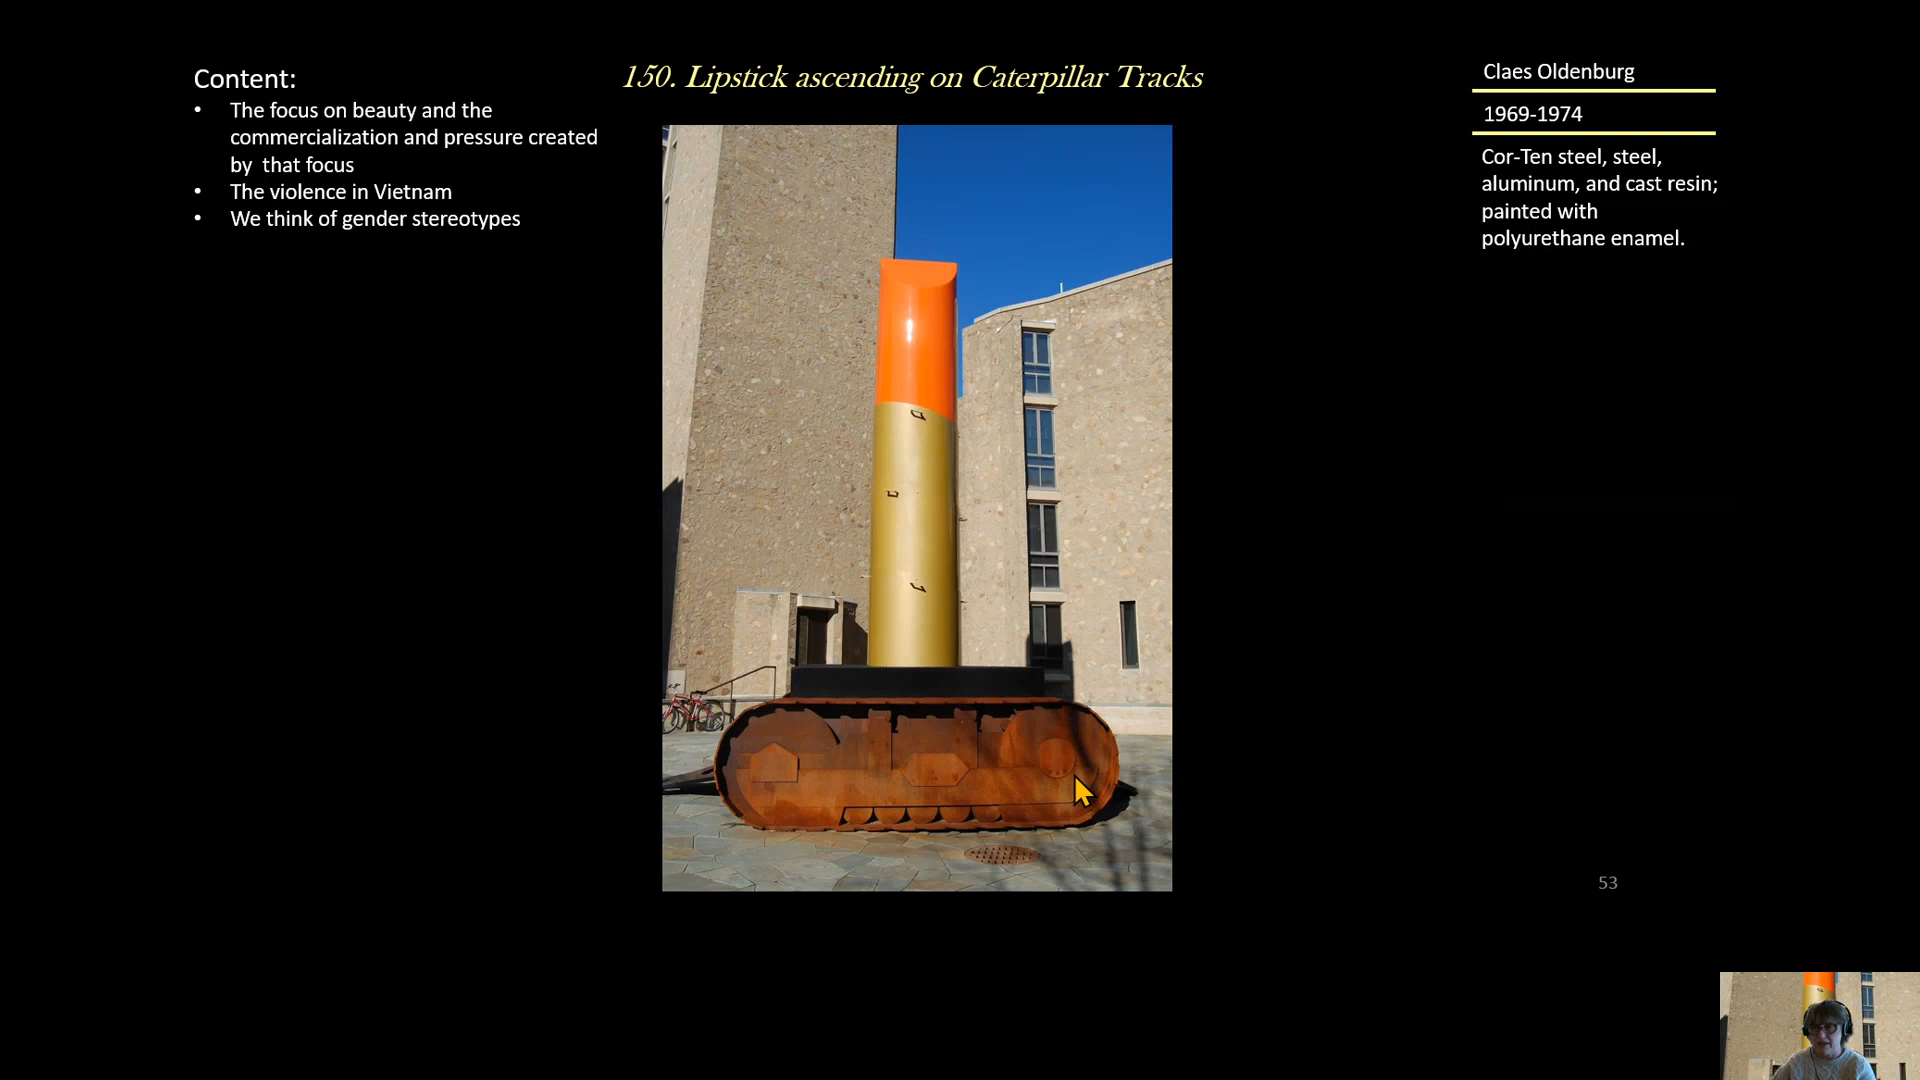 Content:
• The focus on beauty and the
commercialization and pressure created
by that focus
• The violence in Vietnam
• We think of gender stereotypes
150. Lipstick ascending on Caterpillar Tracks
Claes Oldenburg
1969-1974
Cor-Ten steel, steel,
aluminum, and cast resin;
painted with
polyurethane enamel.
53